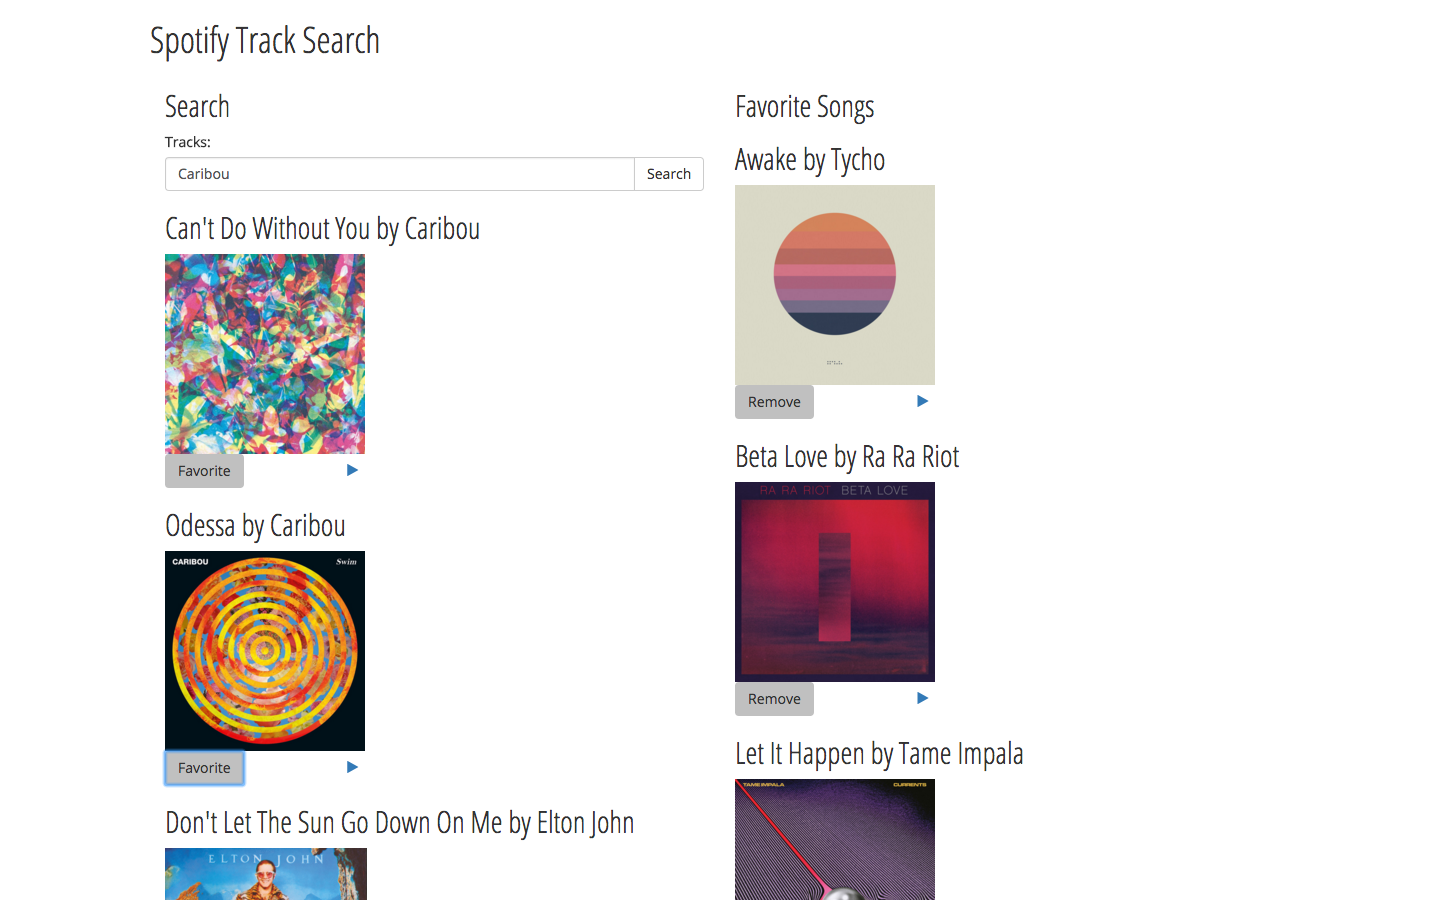 Spotify Track Search
Search
Tracks:
Caribou
Search
Can't Do Without You by Caribou
Favorite
Odessa by Caribou
CARIBOU
Swim
Favorite
Don't Let The Sun Go Down On Me by Elton John
ELTON JOHN
Favorite Songs
Awake by Tycho
Remove
Beta Love by Ra Ra Riot
RA RA RIOT BETA LOVE
Remove
Let It Happen by Tame Impala
TAME IMPALA
CURRENTS